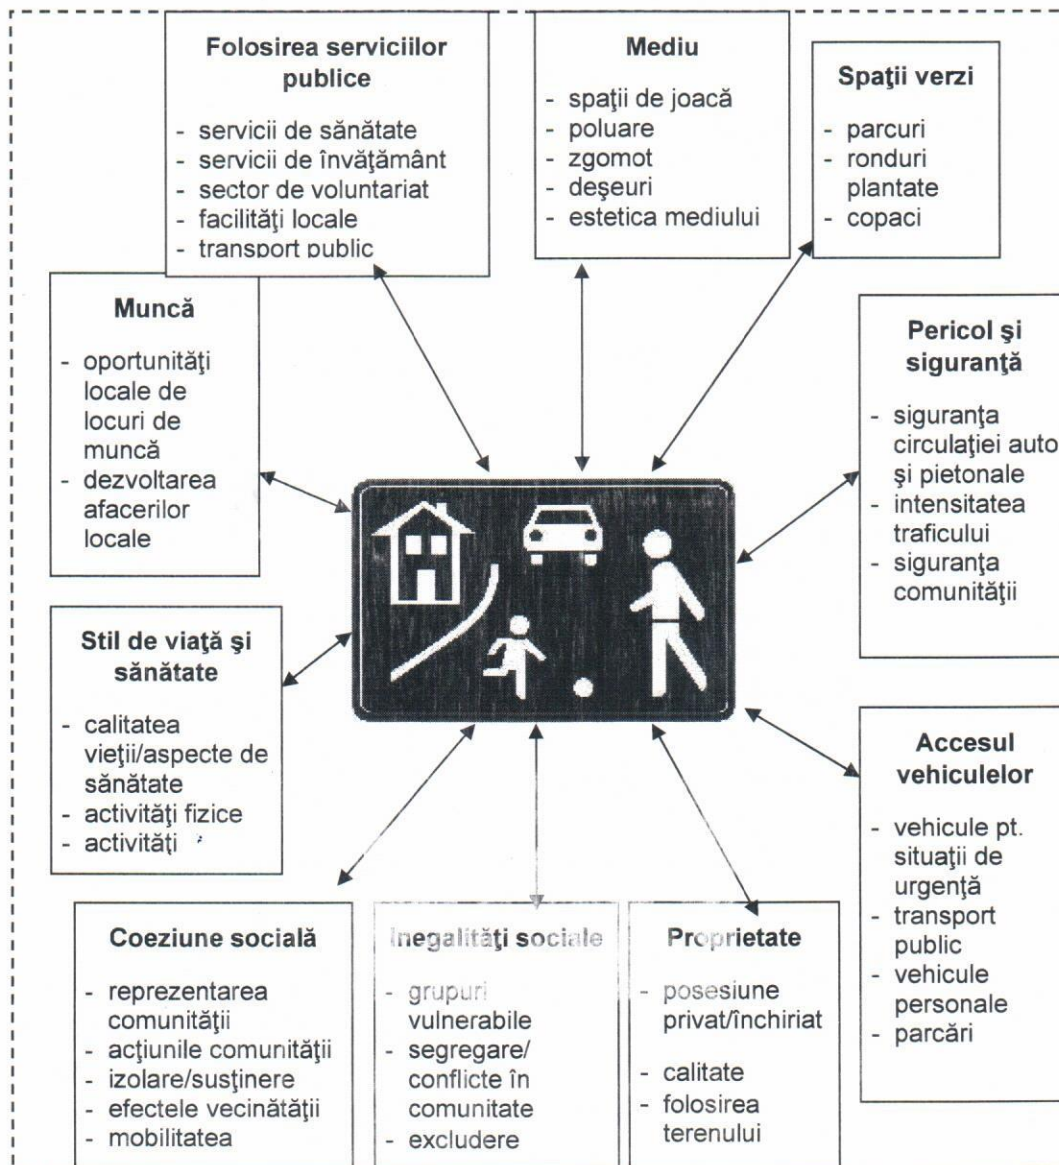 Folosirea serviciilor
publice
- servicii de sănătate
- servicii de învăţământ
- sector de voluntariat
- facilităţi locale
- transport public
Mediu
- spaţii de joacă
- poluare
- zgomot
- deşeuri
- estetica mediului
Spaţii verzi
- parcuri
- ronduri
plantate
- copaci
Muncă
- oportunităţi
locale de
locuri de
muncă
- dezvoltarea
afacerilor
locale
Pericol şi
siguranţă
- siguranţa
circulaţiei auto
şi pietonale
- intensitatea
traficului
- siguranţa
comunităţii
Stil de viaţă şi
sănătate
- calitatea
vieţii/aspecte de
sănătate
- activităţi fizice
- activităţi
Accesul
vehiculelor
- vehicule pt.
situaţii de
urgenţă
- transport
public
- vehicule
personale
- parcări
Coeziune socială
- reprezentarea
comunităţii
- acţiunile comunităţii
- izolare/susţinere
- efectele vecinătăţii
- mobilitatea
Inegalităţi sociale
- grupuri
vulnerabile
- segregare/
conflicte în
comunitate
- excludere
Proprietate
- posesiune
privat/închiriat
- calitate
- folosirea
terenului